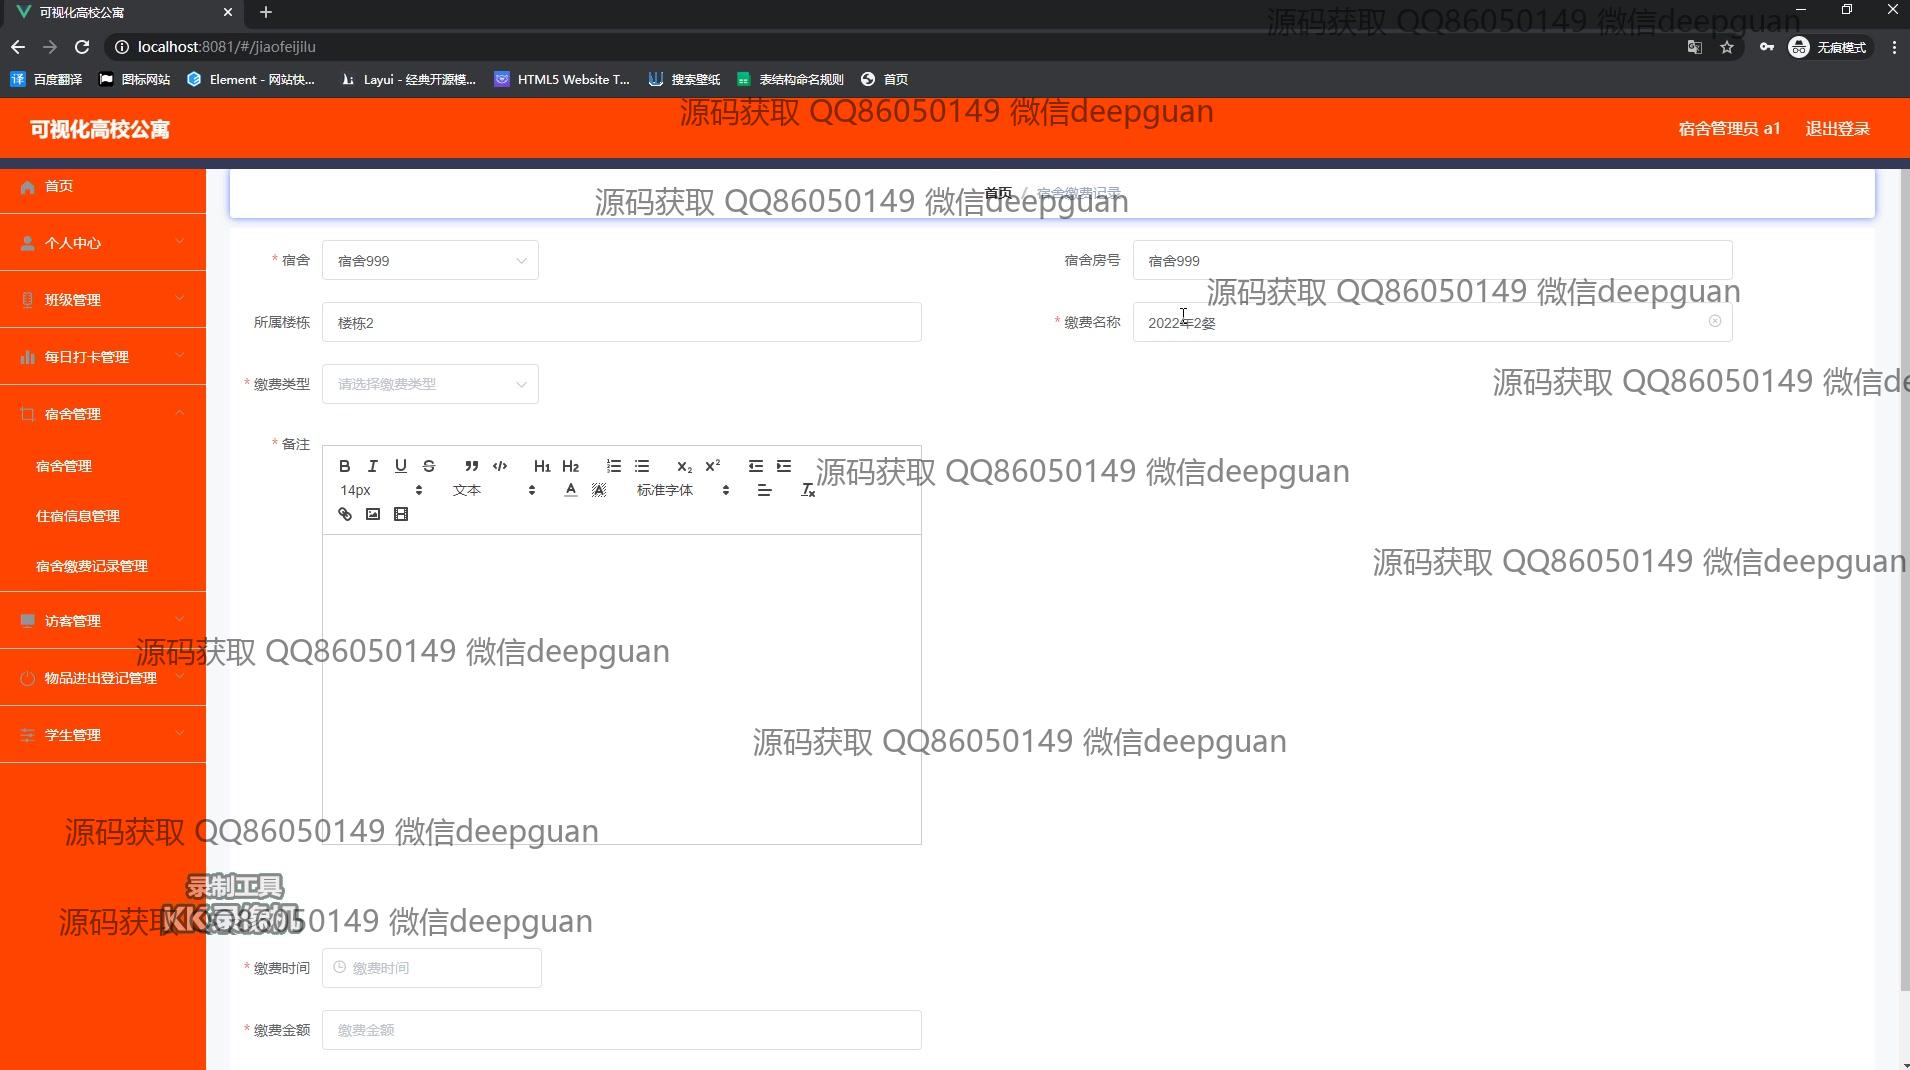 可视化高校公寓
localhost:8081/#/jiaofeijilu
无痕模式
百度翻译
图标网站
Element - 网站快...
Layui - 经典开源模...
HTML5 Website T...
搜索壁纸
表结构命名规则
首页
源码获取 QQ86050149 微信deepguan
可视化高校公寓
源码获取 QQ86050149 微信deepguan
宿舍管理员 a1
退出登录
首页
个人中心
班级管理
每日打卡管理
宿舍管理
宿舍管理
住宿信息管理
宿舍缴费记录管理
访客管理
物品进出登记管理
学生管理
首页 / 宿舍缴费记录
源码获取 QQ86050149 微信deepguan
* 宿舍 宿舍999
宿舍房号 宿舍999
源码获取 QQ86050149 微信deepguan
所属楼栋 楼栋2
* 缴费名称 2022年2
* 缴费类型 请选择缴费类型
源码获取 QQ86050149 微信de
* 备注
B I U S H1 H2 X2 X2
14px 文本 A A 标准字体 Tx
源码获取 QQ86050149 微信deepguan
源码获取 QQ86050149 微信deepguan
源码获取 QQ86050149 微信deepguan
源码获取 QQ86050149 微信deepguan
源码获取 QQ86050149 微信deepguan
录制工具
KK录像机
源码获取 QQ86050149 微信deepguan
* 缴费时间 缴费时间
* 缴费金额 缴费金额